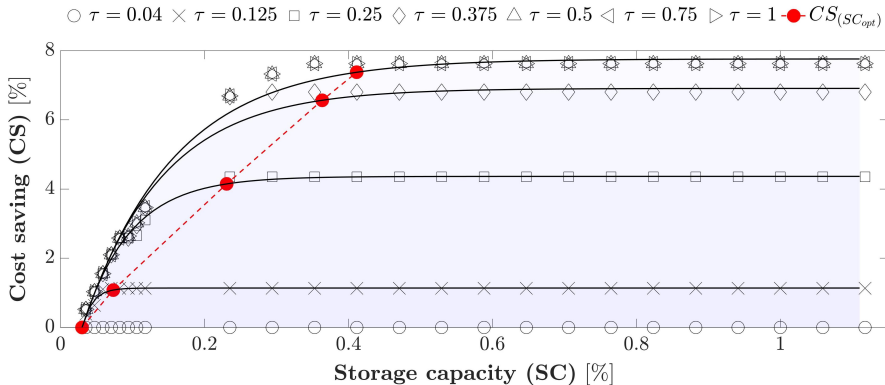 τ = 0.04 τ = 0.125 τ = 0.25 τ = 0.375 τ = 0.5 τ = 0.75 τ = 1 CS(SC_opt)
8
6
4
2
0
Cost saving (CS) [%]
0 0.2 0.4 0.6 0.8 1
Storage capacity (SC) [%]